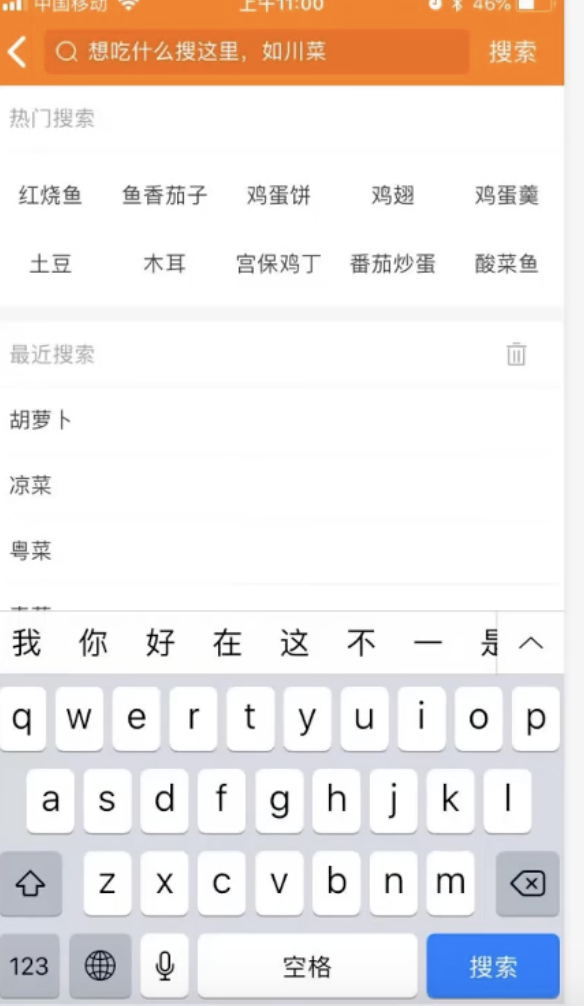 中国移动 上午11:00 46%
想吃什么搜这里，如川菜 搜索
热门搜索
红烧鱼 鱼香茄子 鸡蛋饼 鸡翅 鸡蛋羹
土豆 木耳 宫保鸡丁 番茄炒蛋 酸菜鱼
最近搜索
胡萝卜
凉菜
粤菜
我 你 好 在 这 不 一 是
q w e r t y u i o p
a s d f g h j k l
z x c v b n m
123 空格 搜索